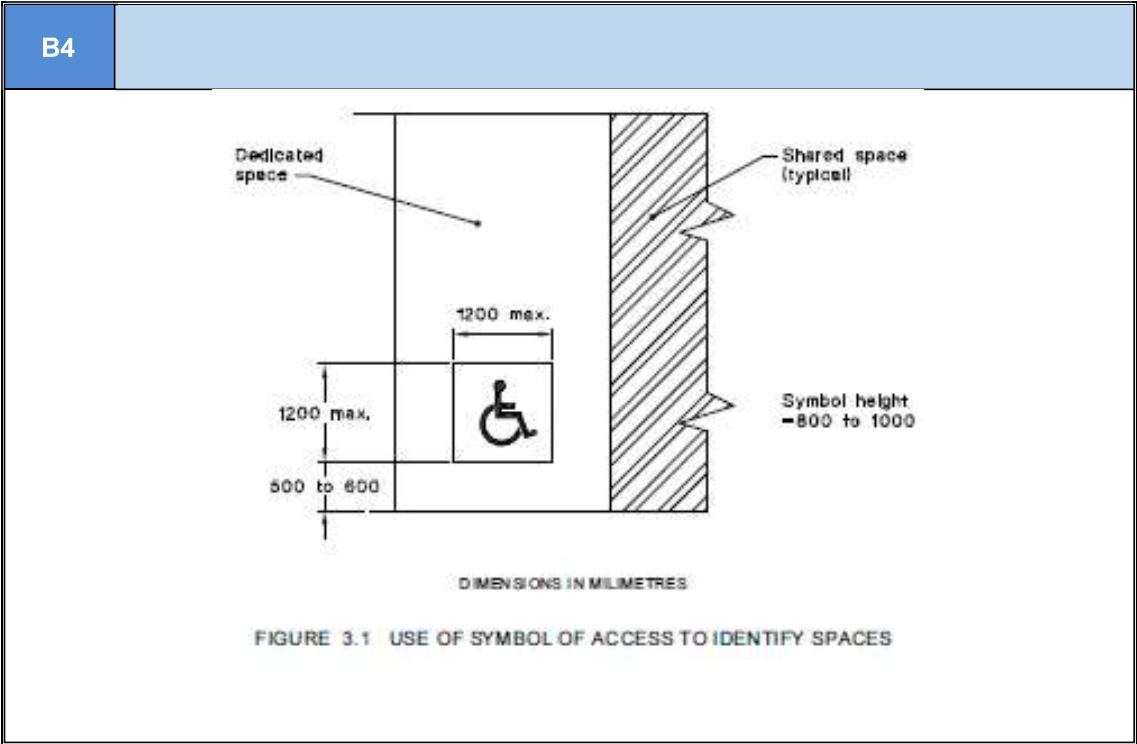 B4
Dedicated
space
Shared space
(typical)
1200 max.
1200 max.
Symbol height
=800 to 1000
500 to 600
DIMENSIONS IN MILIMETRES
FIGURE 3.1 USE OF SYMBOL OF ACCESS TO IDENTIFY SPACES